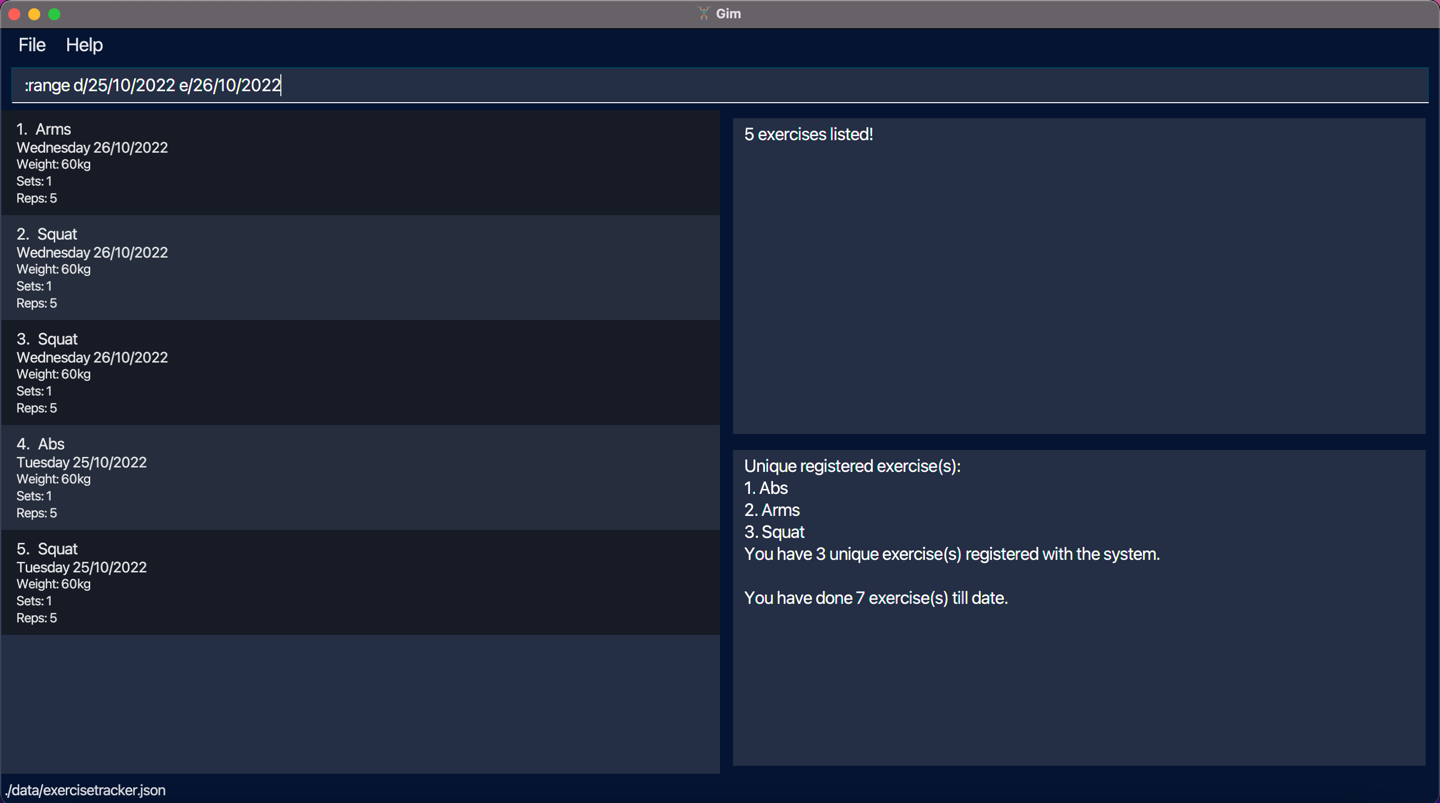 Gim
File Help
:range d/25/10/2022 e/26/10/2022
1. Arms
Wednesday 26/10/2022
Weight: 60kg
Sets: 1
Reps: 5
2. Squat
Wednesday 26/10/2022
Weight: 60kg
Sets: 1
Reps: 5
3. Squat
Wednesday 26/10/2022
Weight: 60kg
Sets: 1
Reps: 5
4. Abs
Tuesday 25/10/2022
Weight: 60kg
Sets: 1
Reps: 5
5. Squat
Tuesday 25/10/2022
Weight: 60kg
Sets: 1
Reps: 5
5 exercises listed!
Unique registered exercise(s):
1. Abs
2. Arms
3. Squat
You have 3 unique exercise(s) registered with the system.
You have done 7 exercise(s) till date.
./data/exercisetracker.json